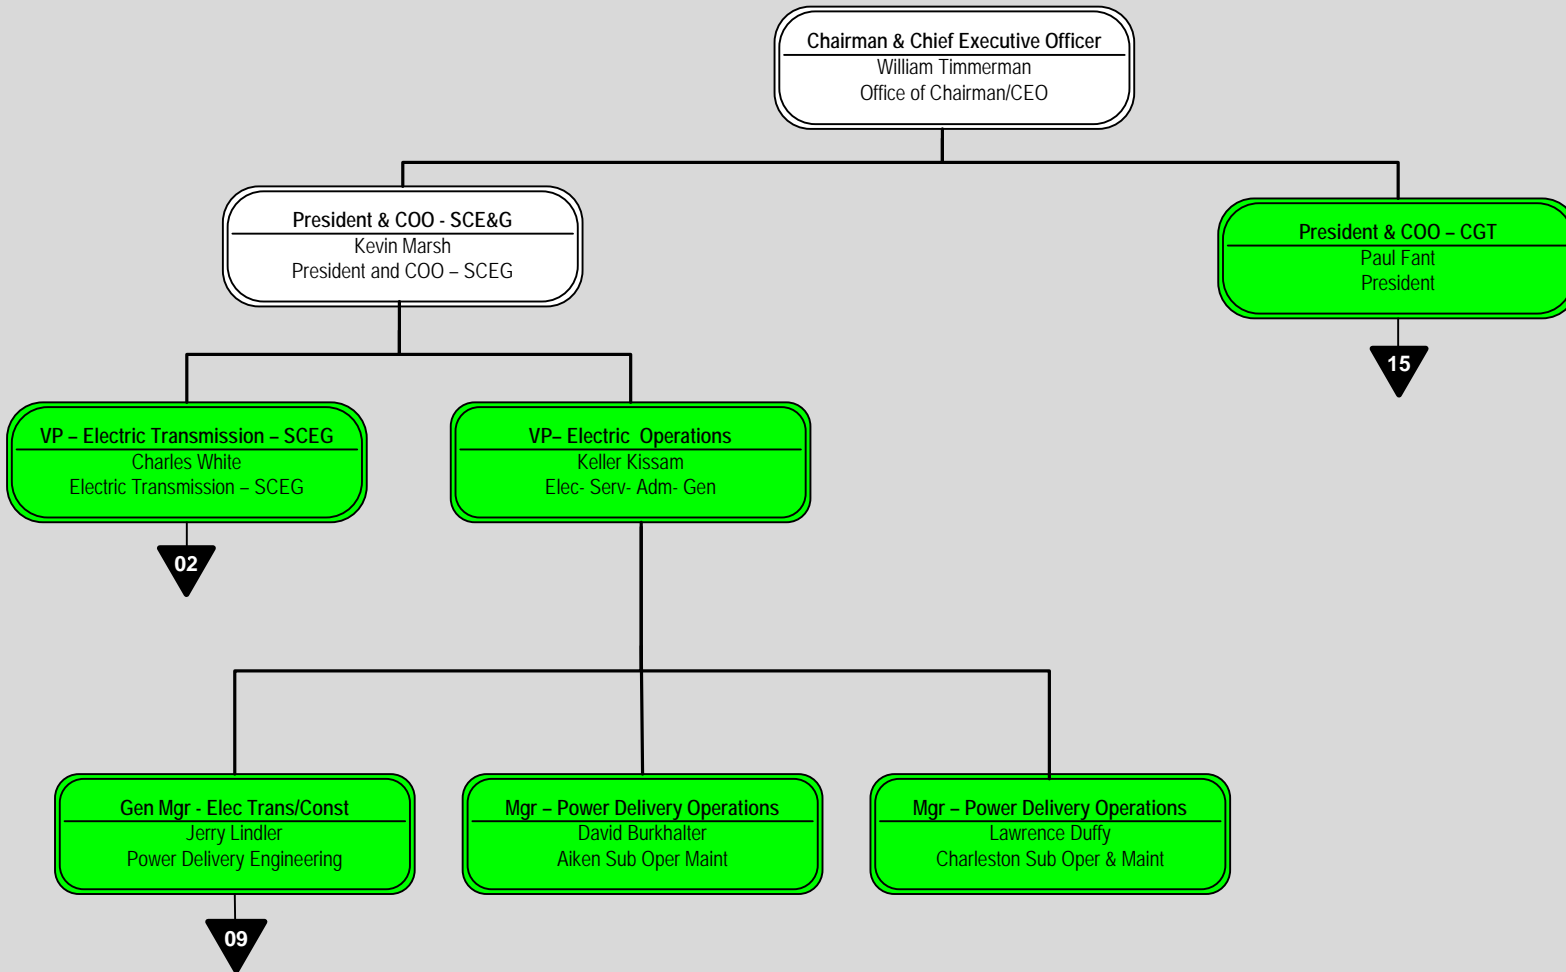 Chairman & Chief Executive Officer
William Timmerman
Office of Chairman/CEO
President & COO - SCE&G
Kevin Marsh
President and COO – SCEG
President & COO – CGT
Paul Fant
President
15
VP – Electric Transmission – SCEG
Charles White
Electric Transmission – SCEG
02
VP– Electric Operations
Keller Kissam
Elec- Serv- Adm- Gen
Gen Mgr - Elec Trans/Const
Jerry Lindler
Power Delivery Engineering
09
Mgr – Power Delivery Operations
David Burkhalter
Aiken Sub Oper Maint
Mgr – Power Delivery Operations
Lawrence Duffy
Charleston Sub Oper & Maint